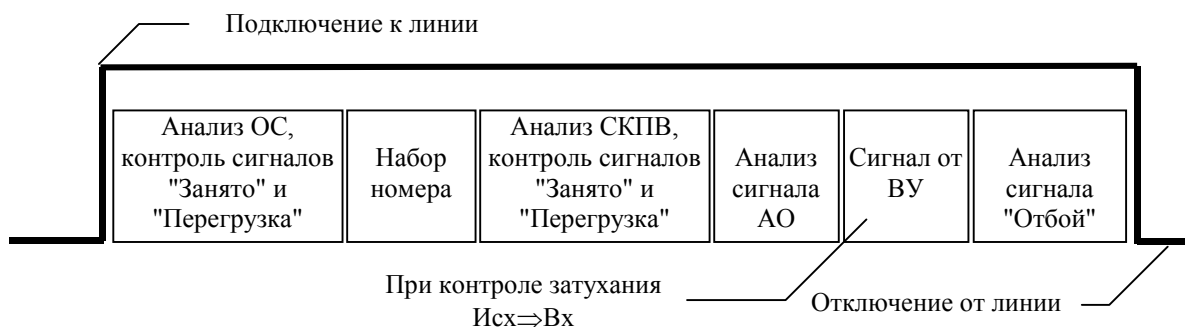 Подключение к линии
Анализ ОС,
контроль сигналов
"Занято" и
"Перегрузка"
Набор
номера
Анализ СКПВ,
контроль сигналов
"Занято" и
"Перегрузка"
Анализ
сигнала
АО
Сигнал от
ВУ
Анализ
сигнала
"Отбой"
При контроле затухания
Исх⇒Вх
Отключение от линии